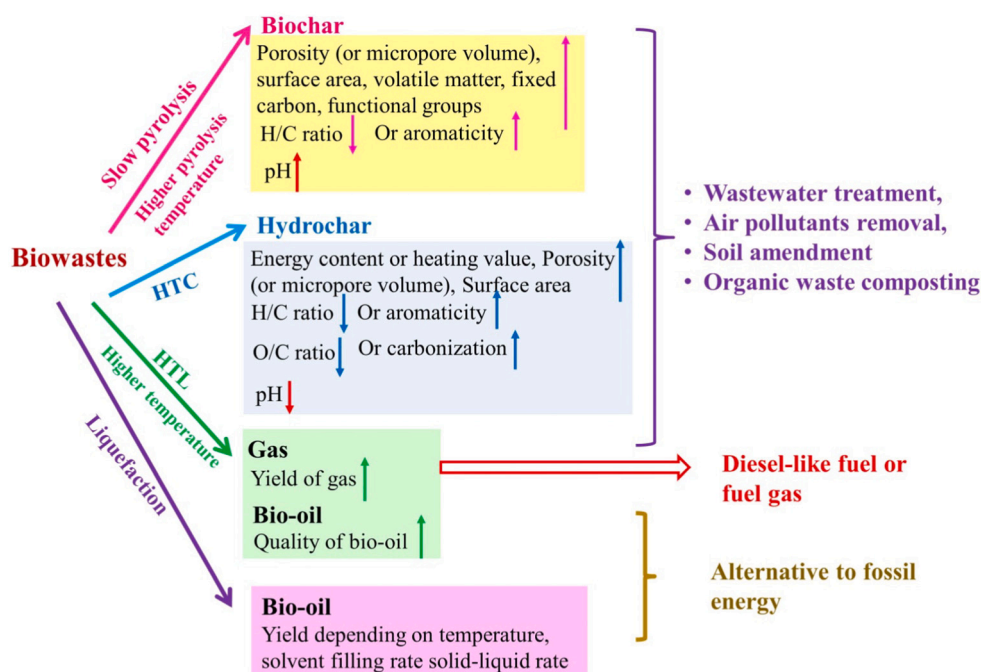 Biochar
Porosity (or micropore volume),
surface area, volatile matter, fixed
carbon, functional groups
H/C ratio Or aromaticity
pH
Slow pyrolysis
Higher pyrolysis
temperature
Biowastes
Hydrochar
HTC
Energy content or heating value, Porosity
(or micropore volume), Surface area
H/C ratio Or aromaticity
O/C ratio Or carbonization
pH
HTL
Higher temperature
Liquefaction
Gas
Yield of gas
Bio-oil
Quality of bio-oil
Bio-oil
Yield depending on temperature,
solvent filling rate solid-liquid rate
• Wastewater treatment,
• Air pollutants removal,
• Soil amendment
• Organic waste composting
Diesel-like fuel or
fuel gas
Alternative to fossil
energy